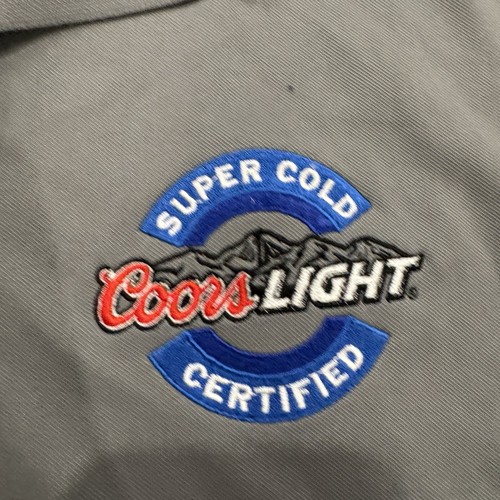 SUPER COLD
Coors LIGHT
CERTIFIED